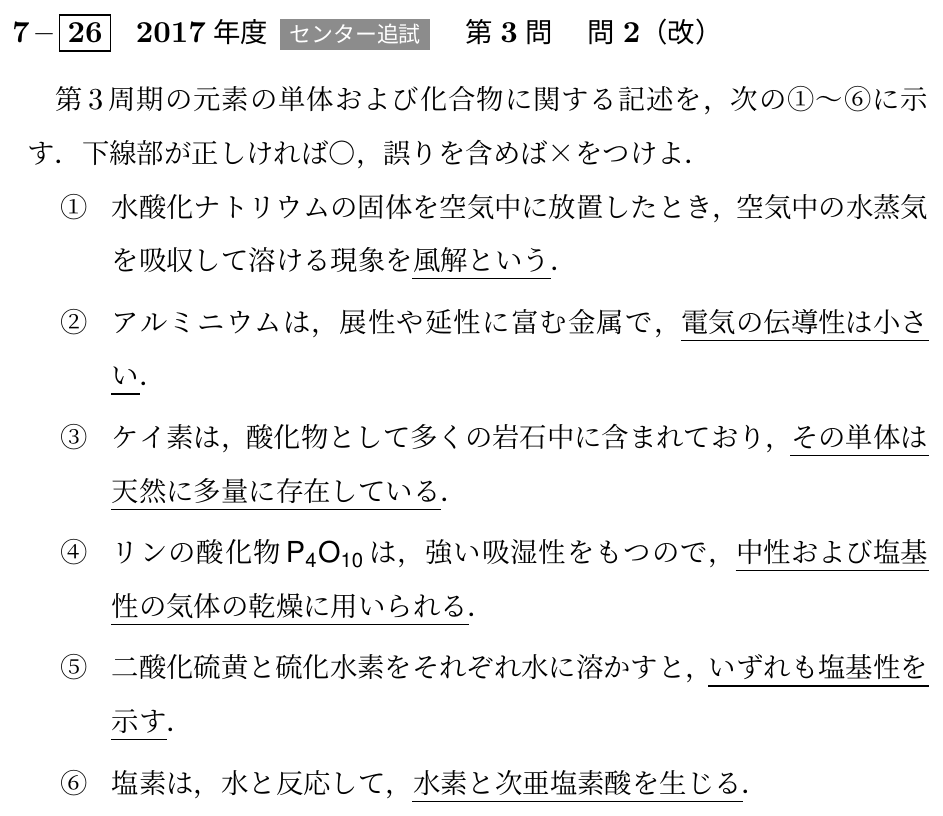 7－26 2017年度 センター追試 第3問 問2（改）
第3周期の元素の単体および化合物に関する記述を，次の①～⑥に示
す．下線部が正しければ○，誤りを含めば×をつけよ．
① 水酸化ナトリウムの固体を空気中に放置したとき，空気中の水蒸気
を吸収して溶ける現象を風解という．
② アルミニウムは，展性や延性に富む金属で，電気の伝導性は小さ
い．
③ ケイ素は，酸化物として多くの岩石中に含まれており，その単体は
天然に多量に存在している．
④ リンの酸化物P₄O₁₀は，強い吸湿性をもつので，中性および塩基
性の気体の乾燥に用いられる．
⑤ 二酸化硫黄と硫化水素をそれぞれ水に溶かすと，いずれも塩基性を
示す．
⑥ 塩素は，水と反応して，水素と次亜塩素酸を生じる．